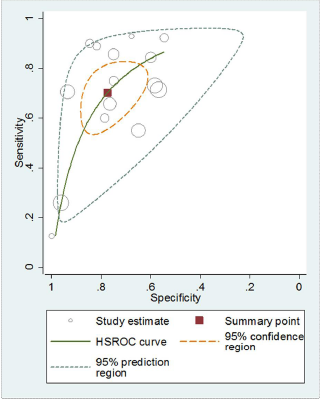 1
.8
.6
.4
.2
0
Sensitivity
1 .8 .6 .4 .2 0
Specificity
Study estimate Summary point
HSROC curve 95% confidence region
95% prediction region